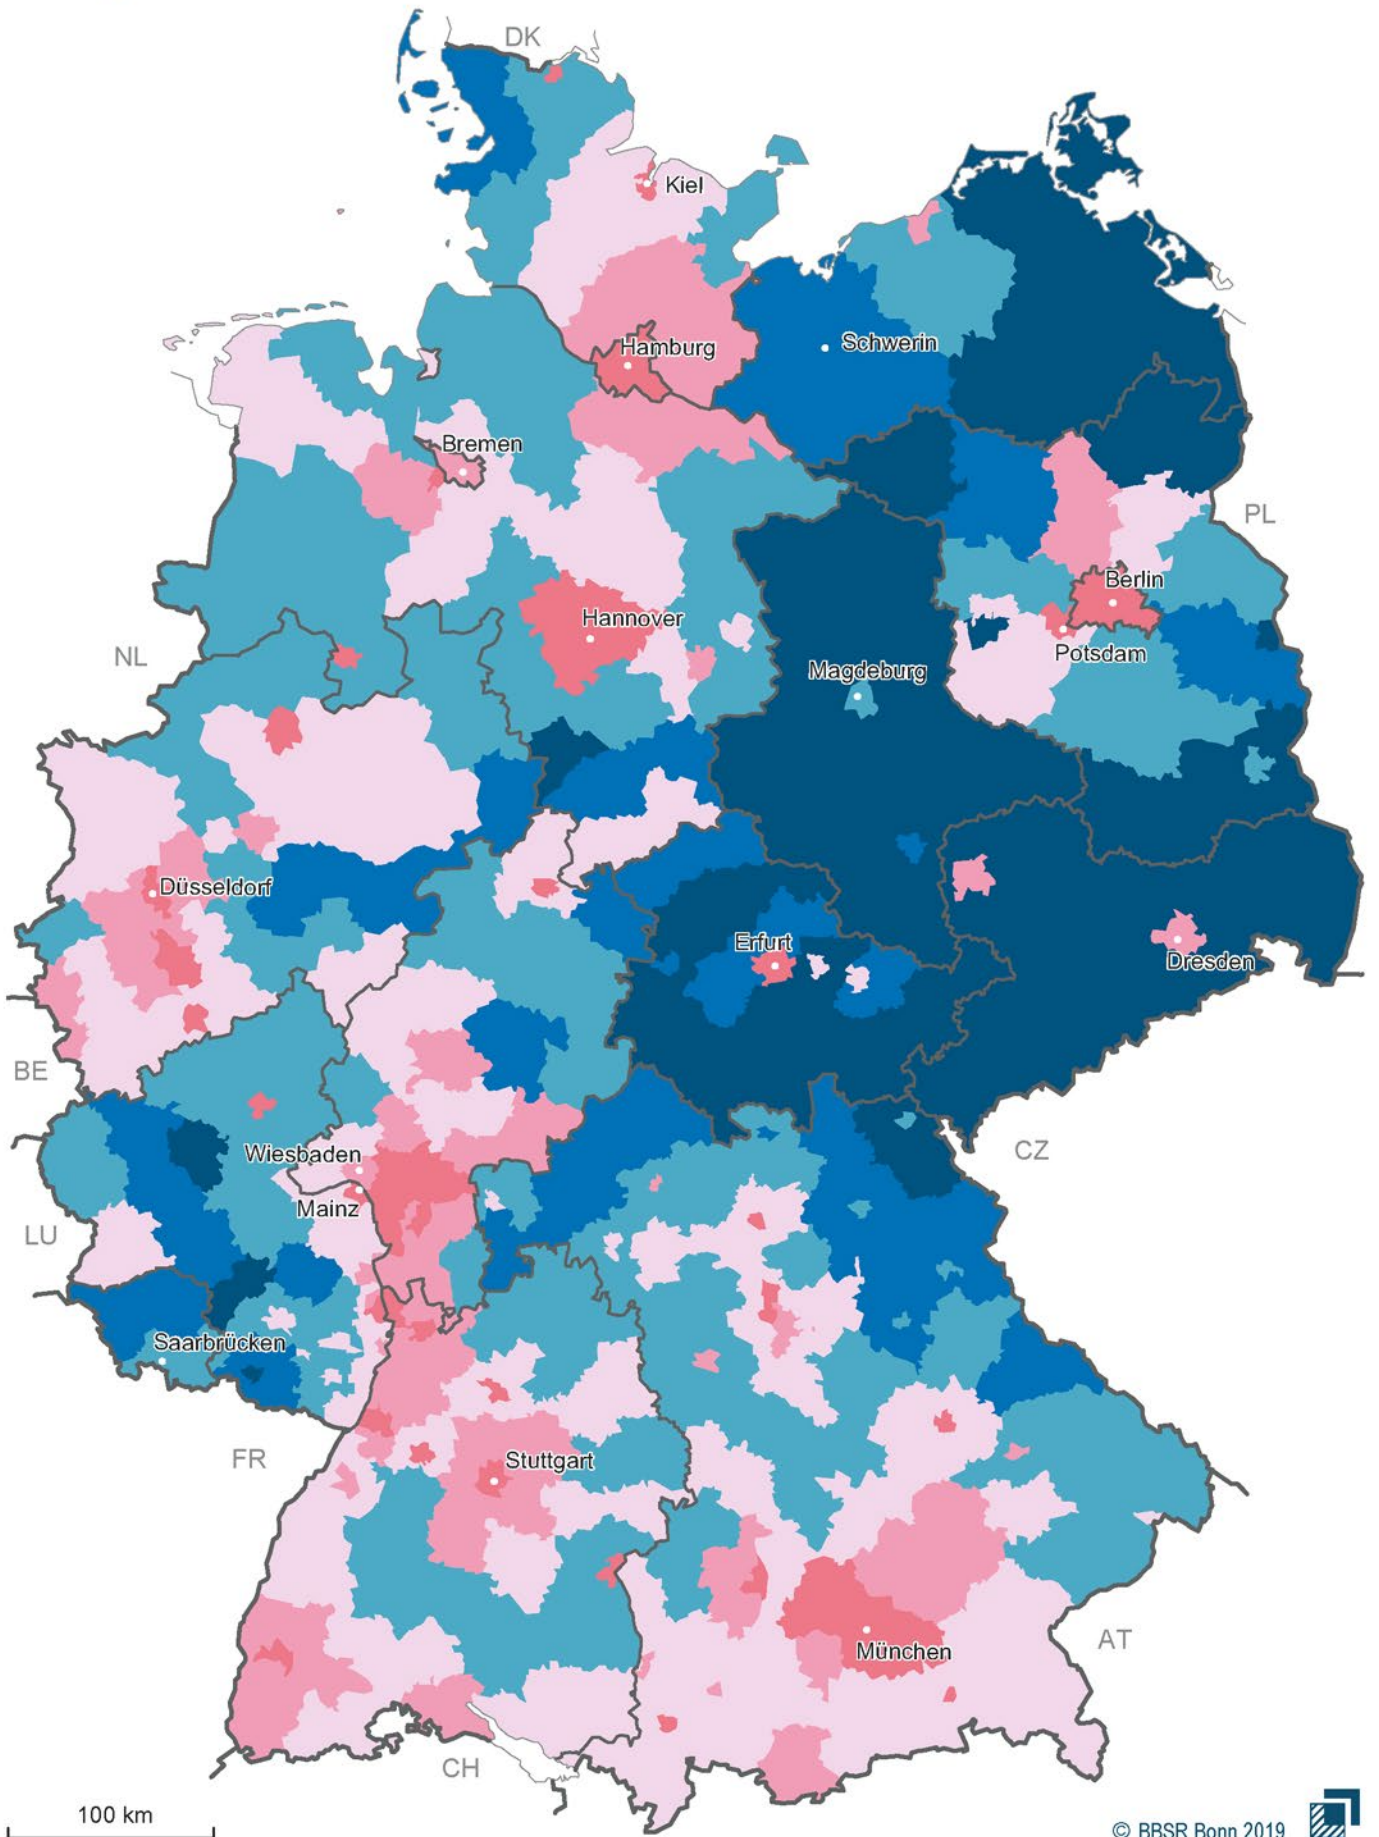 DK
Kiel
Hamburg
Schwerin
Bremen
PL
Berlin
Hannover
NL
Potsdam
Magdeburg
Düsseldorf
Erfurt
Dresden
BE
CZ
Wiesbaden
Mainz
LU
Saarbrücken
FR
Stuttgart
AT
München
CH
100 km
© BBSR Bonn 2019